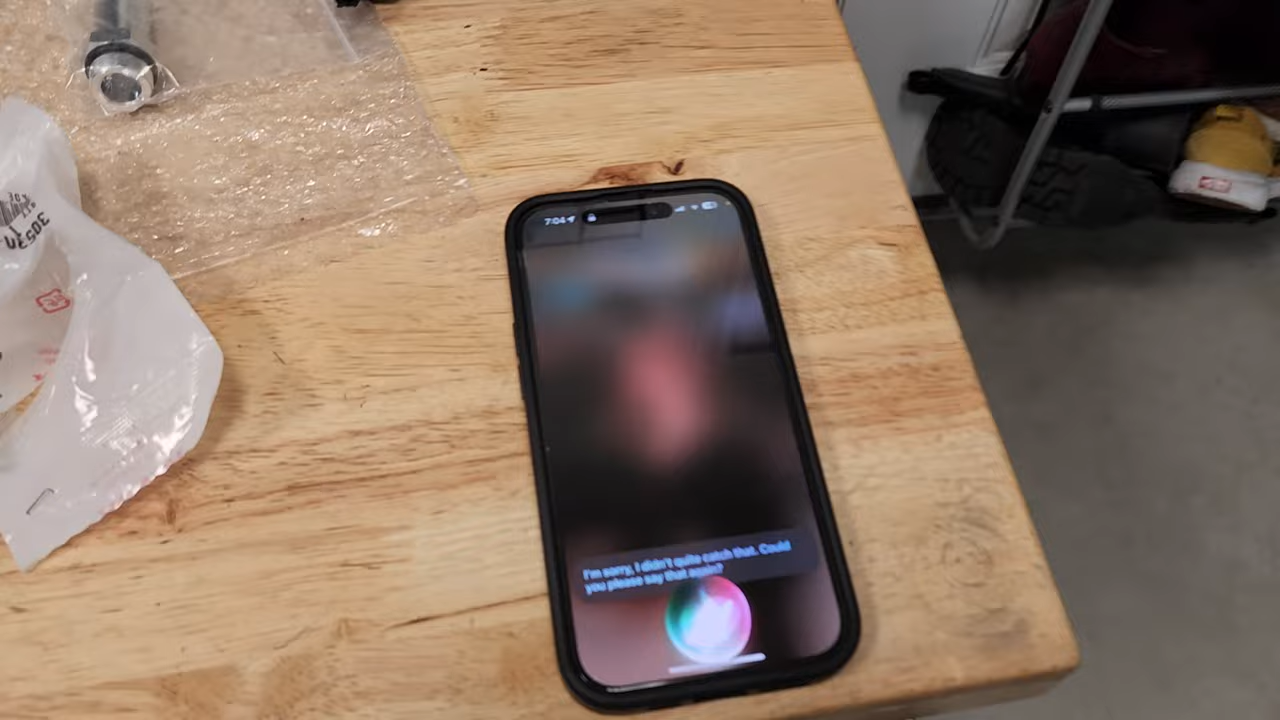 7:04
I'm sorry, I didn't quite catch that. Could
you please say that again?